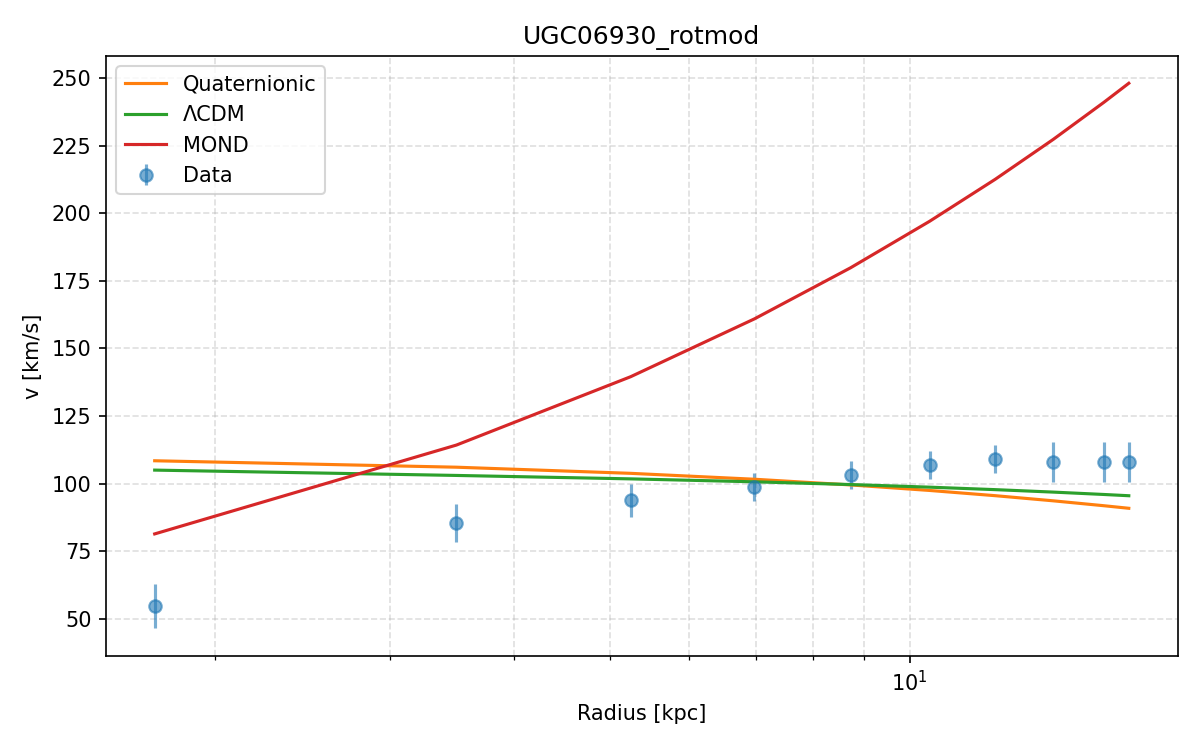 UGC06930_rotmod
Quaternionic
ΛCDM
MOND
Data
250
225
200
175
150
125
100
75
50
v [km/s]
10¹
Radius [kpc]